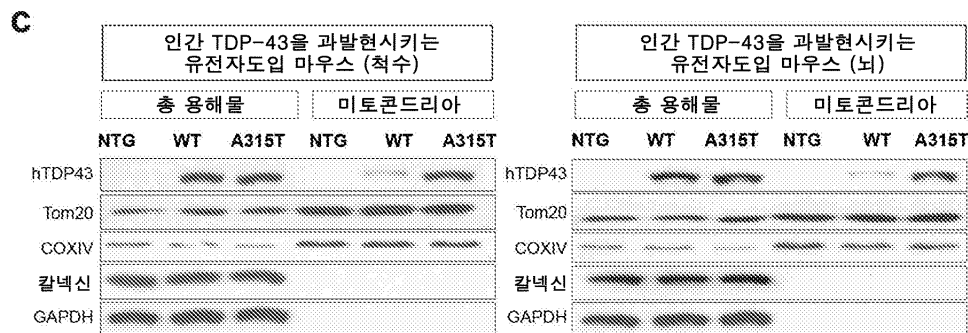 C
인간 TDP-43을 과발현시키는
유전자도입 마우스 (척수)
총 용해물 미토콘드리아
NTG WT A315T NTG WT A315T
hTDP43
Tom20
COXIV
칼넥신
GAPDH
인간 TDP-43을 과발현시키는
유전자도입 마우스 (뇌)
총 용해물 미토콘드리아
NTG WT A315T NTG WT A315T
hTDP43
Tom20
COXIV
칼넥신
GAPDH